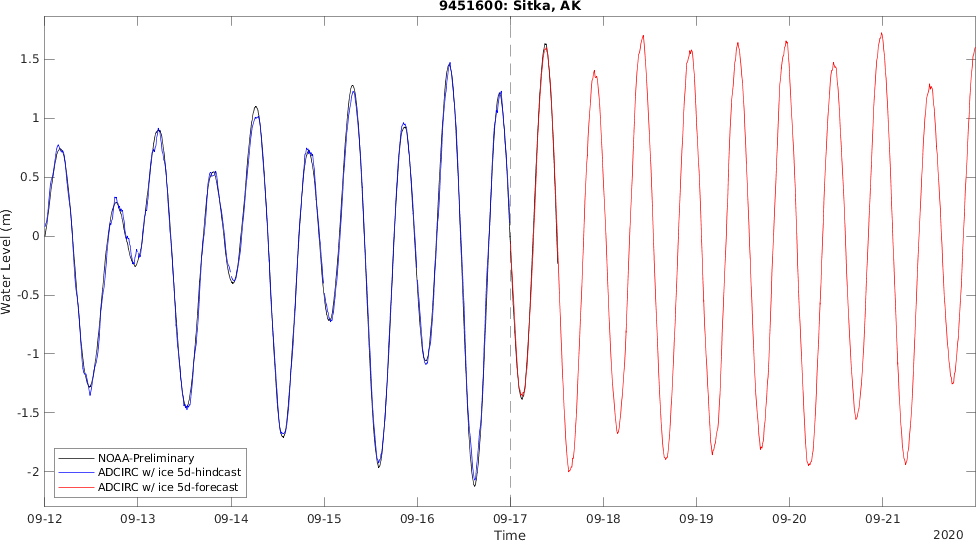 9451600: Sitka, AK
Water Level (m)
1.5
1
0.5
0
-0.5
-1
-1.5
-2
NOAA-Preliminary
ADCIRC w/ ice 5d-hindcast
ADCIRC w/ ice 5d-forecast
09-12 09-13 09-14 09-15 09-16 09-17 09-18 09-19 09-20 09-21
Time
2020